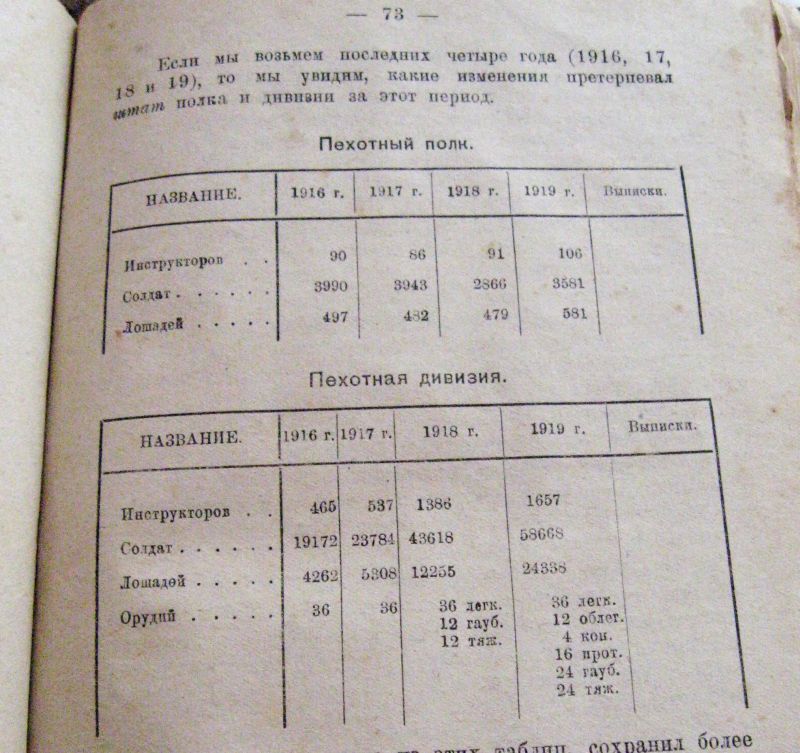 — 73 —
Если мы возьмем последних четыре года (1916, 17,
18 и 19), то мы увидим, какие изменения претерпевал
штат полка и дивизии за этот период.
Пехотный полк.
НАЗВАНИЕ. 1916 г. 1917 г. 1918 г. 1919 г. Выписки.
Инструкторов . . 90 86 91 106
Солдат . . . . . . 3990 3943 2866 3581
Лошадей . . . . . 497 482 479 581
Пехотная дивизия.
НАЗВАНИЕ. 1916 г. 1917 г. 1918 г. 1919 г. Выписки.
Инструкторов . . 465 537 1386 1657
Солдат . . . . . . 19172 23784 43618 58668
Лошадей . . . . . 4262 5308 12255 24338
Орудий . . . . . 36 36 36 легк. 36 легк.
12 гауб. 12 облег.
12 тяж. 4 кон.
16 прот.
24 гауб.
24 тяж.
из этих таблиц, сохранил более